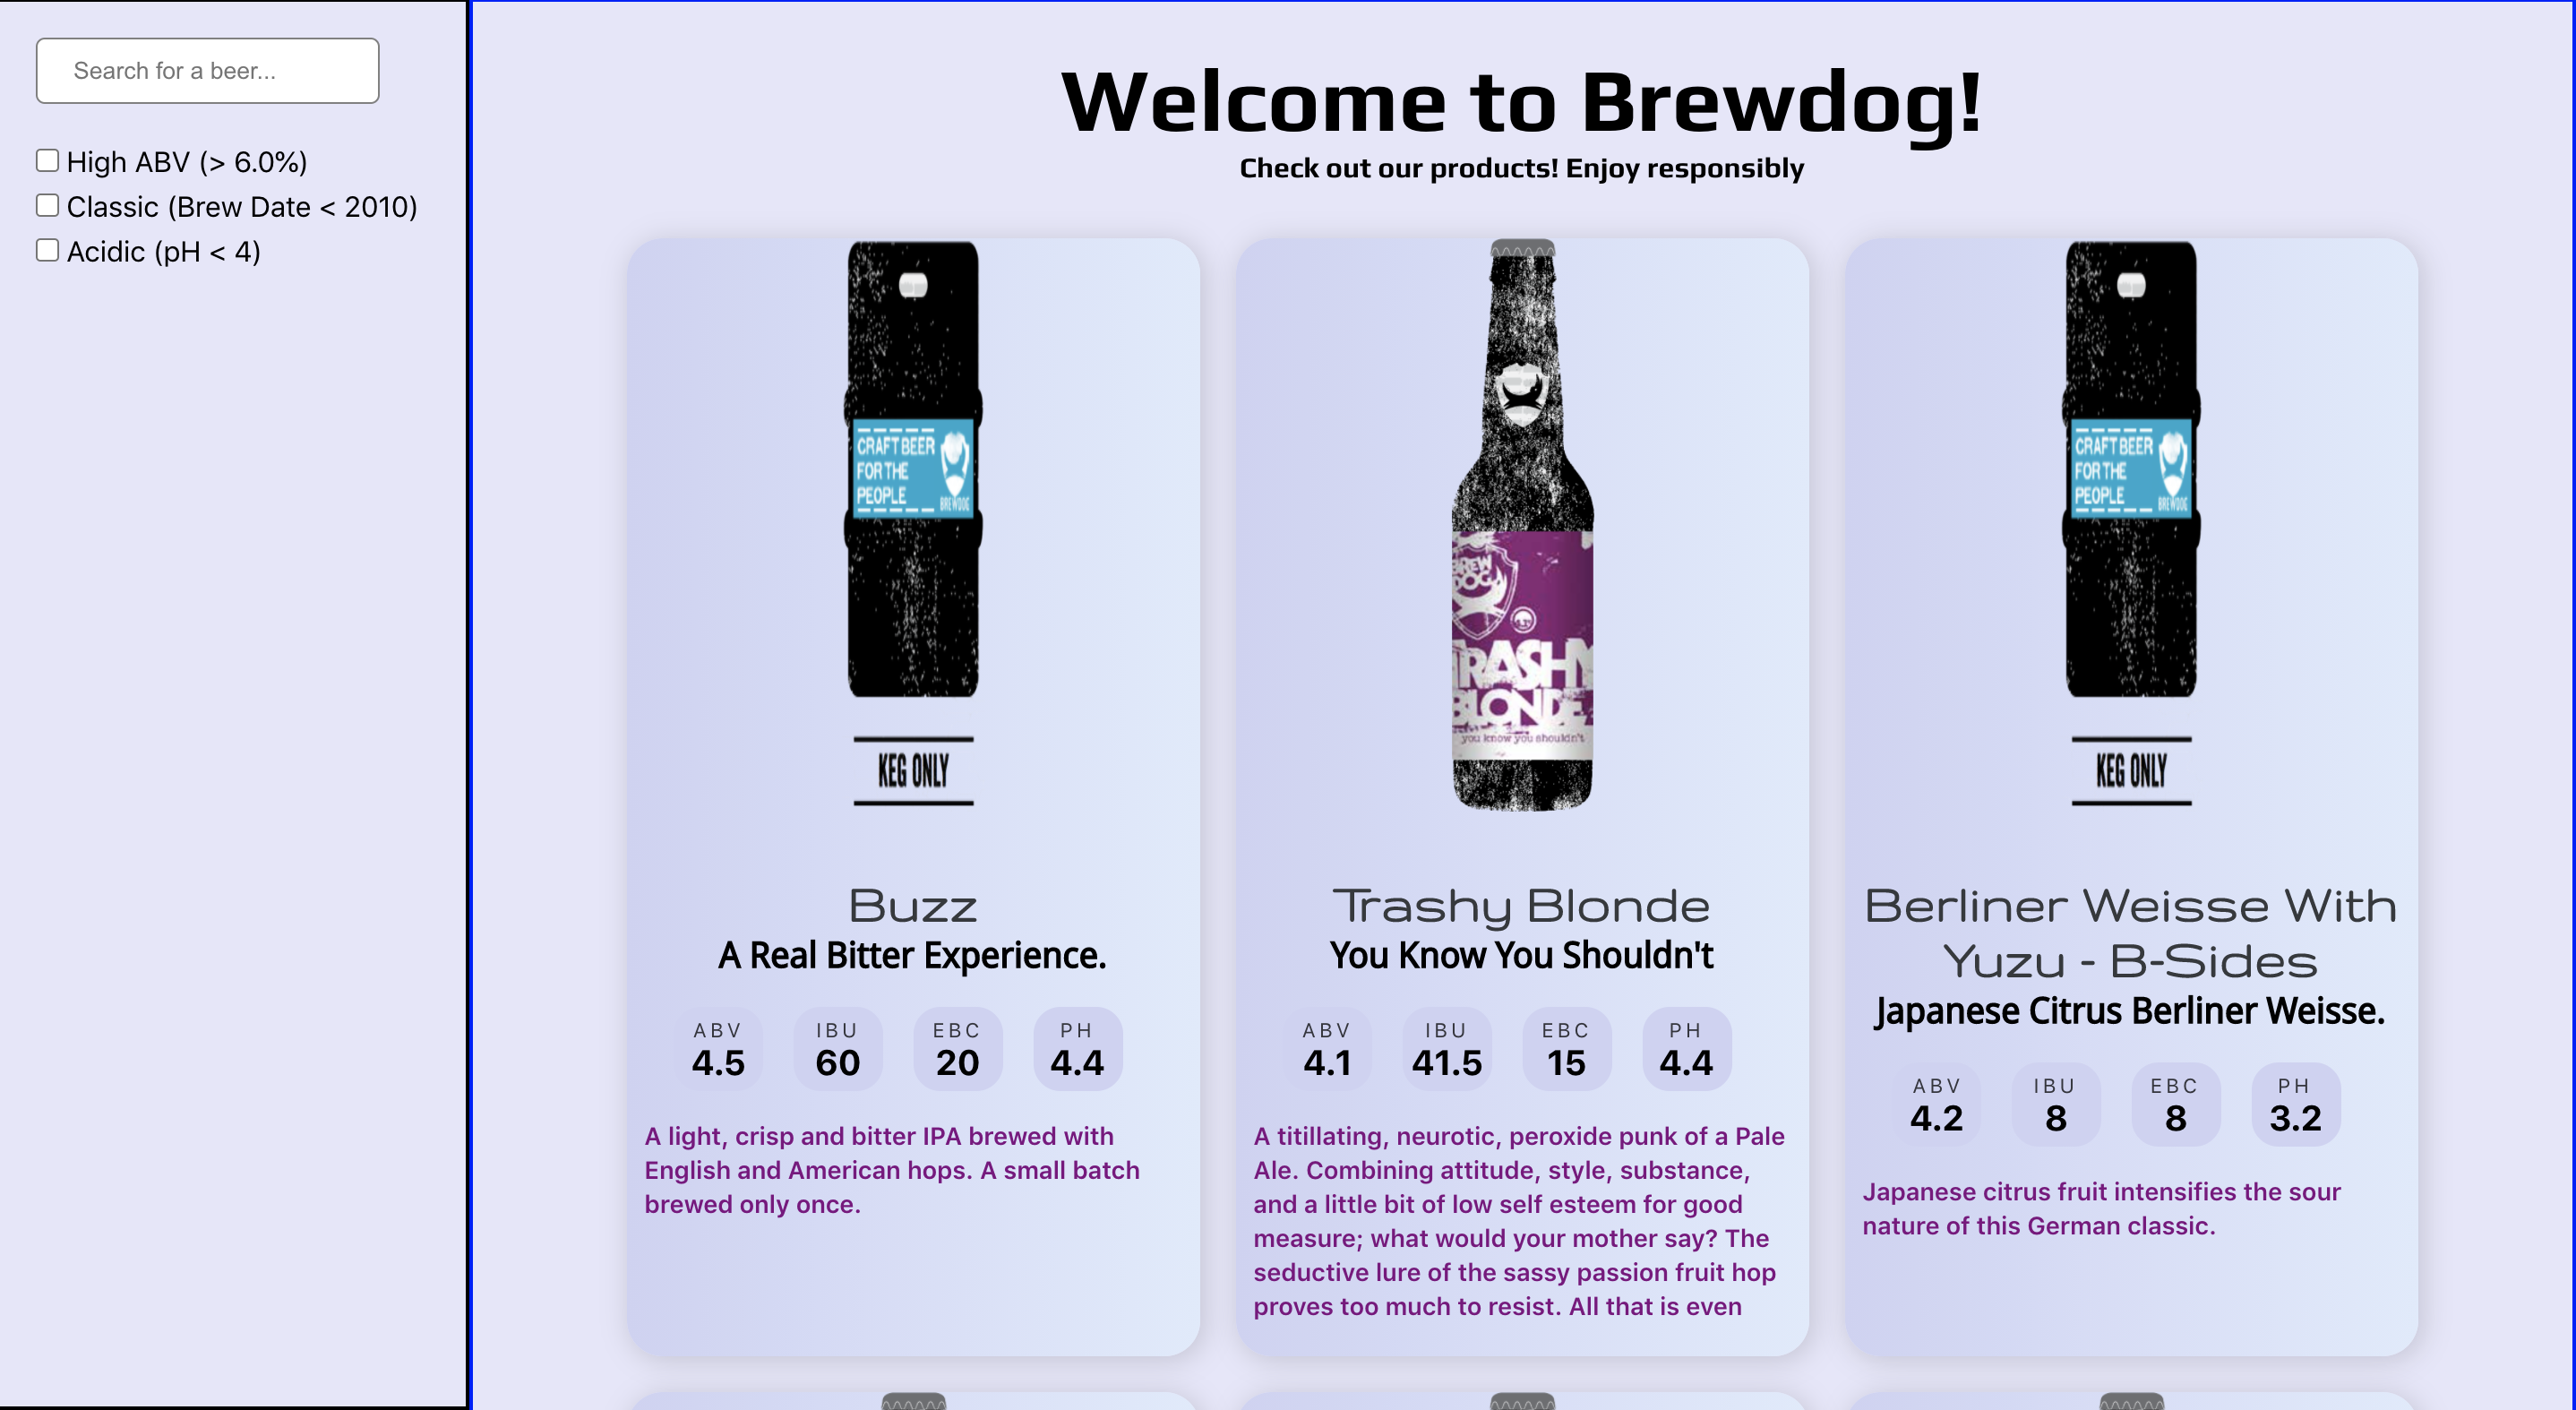 Search for a beer...
High ABV (> 6.0%)
Classic (Brew Date < 2010)
Acidic (pH < 4)
Welcome to Brewdog!
Check out our products! Enjoy responsibly
CRAFT BEER
FOR THE
PEOPLE
BREWDOG
KEG ONLY
Buzz
A Real Bitter Experience.
ABV
4.5
IBU
60
EBC
20
PH
4.4
A light, crisp and bitter IPA brewed with
English and American hops. A small batch
brewed only once.
BREW
DOG
TRASHY
BLONDE
you know you shouldn't
Trashy Blonde
You Know You Shouldn't
ABV
4.1
IBU
41.5
EBC
15
PH
4.4
A titillating, neurotic, peroxide punk of a Pale
Ale. Combining attitude, style, substance,
and a little bit of low self esteem for good
measure; what would your mother say? The
seductive lure of the sassy passion fruit hop
proves too much to resist. All that is even
CRAFT BEER
FOR THE
PEOPLE
BREWDOG
KEG ONLY
Berliner Weisse With
Yuzu - B-Sides
Japanese Citrus Berliner Weisse.
ABV
4.2
IBU
8
EBC
8
PH
3.2
Japanese citrus fruit intensifies the sour
nature of this German classic.